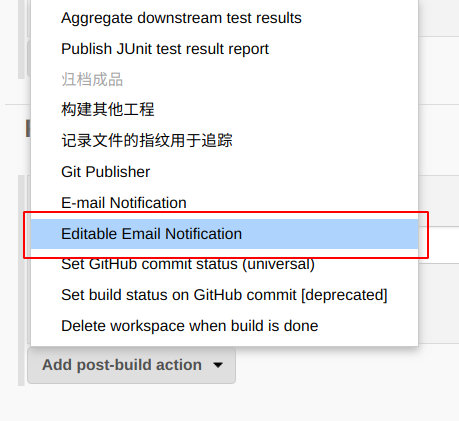 Aggregate downstream test results
Publish JUnit test result report
归档成品
构建其他工程
记录文件的指纹用于追踪
Git Publisher
E-mail Notification
Editable Email Notification
Set GitHub commit status (universal)
Set build status on GitHub commit [deprecated]
Delete workspace when build is done
Add post-build action